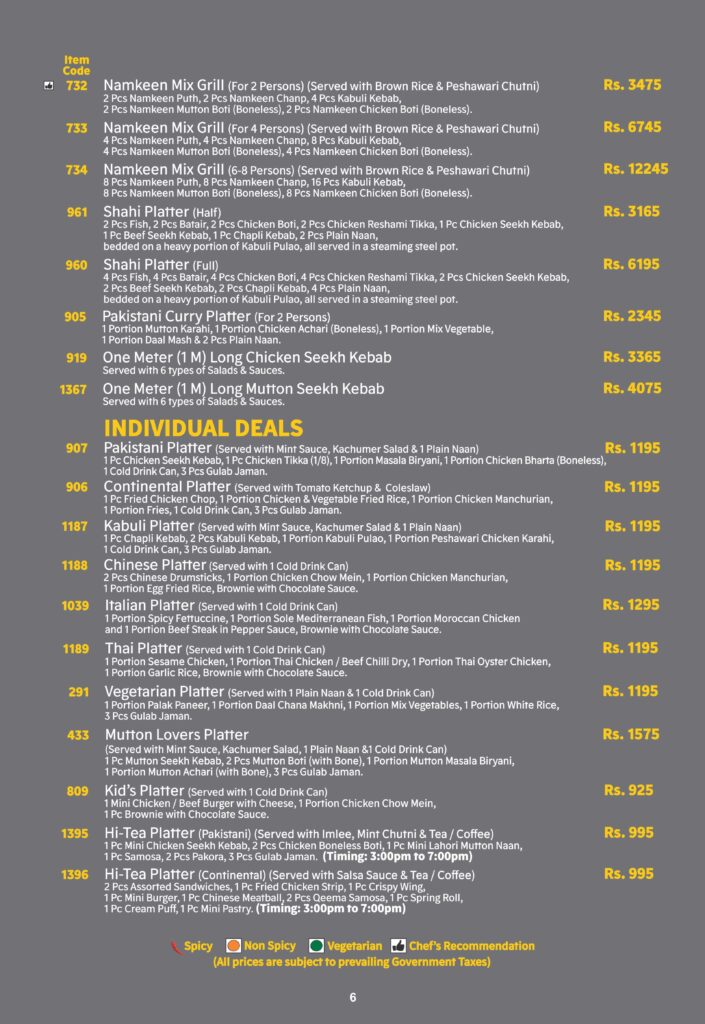 Item
Code
732 Namkeen Mix Grill (For 2 Persons) (Served with Brown Rice & Peshawari Chutni) Rs. 3475
2 Pcs Namkeen Puth, 2 Pcs Namkeen Chanp, 4 Pcs Kabuli Kebab,
2 Pcs Namkeen Mutton Boti (Boneless), 2 Pcs Namkeen Chicken Boti (Boneless).
733 Namkeen Mix Grill (For 4 Persons) (Served with Brown Rice & Peshawari Chutni) Rs. 6745
4 Pcs Namkeen Puth, 4 Pcs Namkeen Chanp, 8 Pcs Kabuli Kebab,
4 Pcs Namkeen Mutton Boti (Boneless), 4 Pcs Namkeen Chicken Boti (Boneless).
734 Namkeen Mix Grill (6-8 Persons) (Served with Brown Rice & Peshawari Chutni) Rs. 12245
8 Pcs Namkeen Puth, 8 Pcs Namkeen Chanp, 16 Pcs Kabuli Kebab,
8 Pcs Namkeen Mutton Boti (Boneless), 8 Pcs Namkeen Chicken Boti (Boneless).
961 Shahi Platter (Half) Rs. 3165
2 Pcs Fish, 2 Pcs Batair, 2 Pcs Chicken Boti, 2 Pcs Chicken Reshami Tikka, 1 Pc Chicken Seekh Kebab,
1 Pc Beef Seekh Kebab, 1 Pc Chapli Kebab, 2 Pcs Plain Naan,
bedded on a heavy portion of Kabuli Pulao, all served in a steaming steel pot.
960 Shahi Platter (Full) Rs. 6195
4 Pcs Fish, 4 Pcs Batair, 4 Pcs Chicken Boti, 4 Pcs Chicken Reshami Tikka, 2 Pcs Chicken Seekh Kebab,
2 Pcs Beef Seekh Kebab, 2 Pcs Chapli Kebab, 4 Pcs Plain Naan,
bedded on a heavy portion of Kabuli Pulao, all served in a steaming steel pot.
905 Pakistani Curry Platter (For 2 Persons) Rs. 2345
1 Portion Mutton Karahi, 1 Portion Chicken Achari (Boneless), 1 Portion Mix Vegetable,
1 Portion Daal Mash & 2 Pcs Plain Naan.
919 One Meter (1 M) Long Chicken Seekh Kebab Rs. 3365
Served with 6 types of Salads & Sauces.
1367 One Meter (1 M) Long Mutton Seekh Kebab Rs. 4075
Served with 6 types of Salads & Sauces.
INDIVIDUAL DEALS
907 Pakistani Platter (Served with Mint Sauce, Kachumer Salad & 1 Plain Naan) Rs. 1195
1 Pc Chicken Seekh Kebab, 1 Pc Chicken Tikka (1/8), 1 Portion Masala Biryani, 1 Portion Chicken Bharta (Boneless),
1 Cold Drink Can, 3 Pcs Gulab Jaman.
906 Continental Platter (Served with Tomato Ketchup & Coleslaw) Rs. 1195
1 Pc Fried Chicken Chop, 1 Portion Chicken & Vegetable Fried Rice, 1 Portion Chicken Manchurian,
1 Portion Fries, 1 Cold Drink Can, 3 Pcs Gulab Jaman.
1187 Kabuli Platter (Served with Mint Sauce, Kachumer Salad & 1 Plain Naan) Rs. 1195
1 Pc Chapli Kebab, 2 Pcs Kabuli Kebab, 1 Portion Kabuli Pulao, 1 Portion Peshawari Chicken Karahi,
1 Cold Drink Can, 3 Pcs Gulab Jaman.
1188 Chinese Platter (Served with 1 Cold Drink Can) Rs. 1195
2 Pcs Chinese Drumsticks, 1 Portion Chicken Chow Mein, 1 Portion Chicken Manchurian,
1 Portion Egg Fried Rice, Brownie with Chocolate Sauce.
1039 Italian Platter (Served with 1 Cold Drink Can) Rs. 1295
1 Portion Spicy Fettuccine, 1 Portion Sole Mediterranean Fish, 1 Portion Moroccan Chicken
and 1 Portion Beef Steak in Pepper Sauce, Brownie with Chocolate Sauce.
1189 Thai Platter (Served with 1 Cold Drink Can) Rs. 1195
1 Portion Sesame Chicken, 1 Portion Thai Chicken / Beef Chilli Dry, 1 Portion Thai Oyster Chicken,
1 Portion Garlic Rice, Brownie with Chocolate Sauce.
291 Vegetarian Platter (Served with 1 Plain Naan & 1 Cold Drink Can) Rs. 1195
1 Portion Palak Paneer, 1 Portion Daal Chana Makhni, 1 Portion Mix Vegetables, 1 Portion White Rice,
3 Pcs Gulab Jaman.
433 Mutton Lovers Platter Rs. 1575
(Served with Mint Sauce, Kachumer Salad, 1 Plain Naan &1 Cold Drink Can)
1 Pc Mutton Seekh Kebab, 2 Pcs Mutton Boti (with Bone), 1 Portion Mutton Masala Biryani,
1 Portion Mutton Achari (with Bone), 3 Pcs Gulab Jaman.
809 Kid's Platter (Served with 1 Cold Drink Can) Rs. 925
1 Mini Chicken / Beef Burger with Cheese, 1 Portion Chicken Chow Mein,
1 Pc Brownie with Chocolate Sauce.
1395 Hi-Tea Platter (Pakistani) (Served with Imlee, Mint Chutni & Tea / Coffee) Rs. 995
1 Pc Mini Chicken Seekh Kebab, 2 Pcs Chicken Boneless Boti, 1 Pc Mini Lahori Mutton Naan,
1 Pc Samosa, 2 Pcs Pakora, 3 Pcs Gulab Jaman. (Timing: 3:00pm to 7:00pm)
1396 Hi-Tea Platter (Continental) (Served with Salsa Sauce & Tea / Coffee) Rs. 995
2 Pcs Assorted Sandwiches, 1 Pc Fried Chicken Strip, 1 Pc Crispy Wing,
1 Pc Mini Burger, 1 Pc Chinese Meatball, 2 Pcs Qeema Samosa, 1 Pc Spring Roll,
1 Pc Cream Puff, 1 Pc Mini Pastry. (Timing: 3:00pm to 7:00pm)
Spicy Non Spicy Vegetarian Chef's Recommendation
(All prices are subject to prevailing Government Taxes)
6